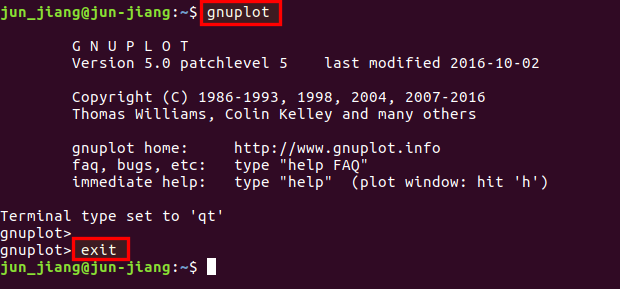 jun_jiang@jun-jiang:~$ gnuplot
G N U P L O T
Version 5.0 patchlevel 5    last modified 2016-10-02
Copyright (C) 1986-1993, 1998, 2004, 2007-2016
Thomas Williams, Colin Kelley and many others
gnuplot home:     http://www.gnuplot.info
faq, bugs, etc:   type "help FAQ"
immediate help:   type "help"  (plot window: hit 'h')
Terminal type set to 'qt'
gnuplot>
gnuplot> exit
jun_jiang@jun-jiang:~$